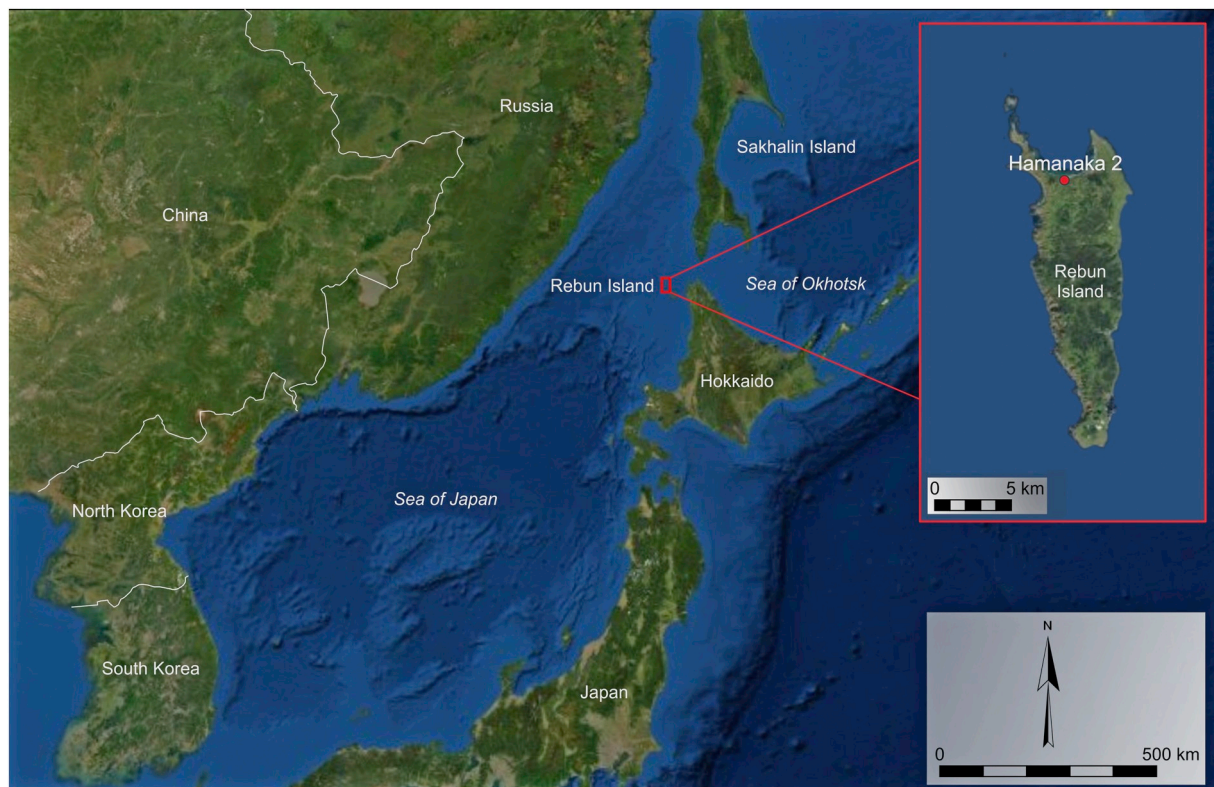 Russia
Sakhalin Island
China
Rebun Island
Sea of Okhotsk
Hokkaido
Sea of Japan
North Korea
South Korea
Japan
Hamanaka 2
Rebun
Island
0 5 km
N
0 500 km